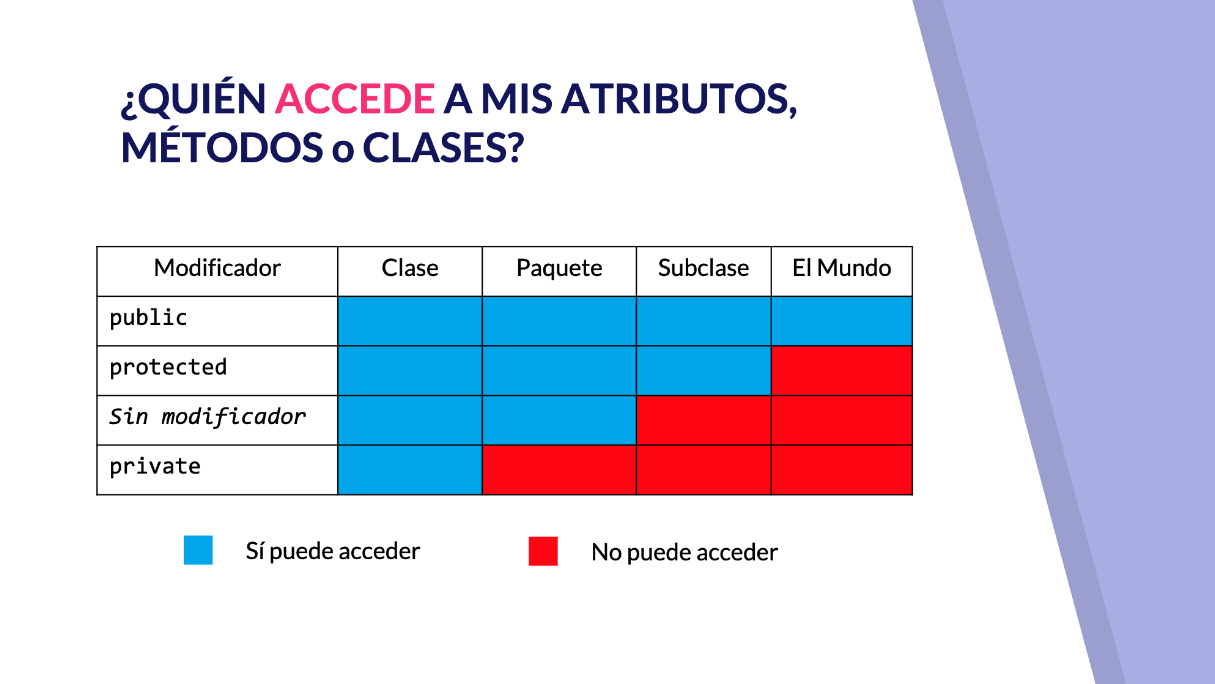 ¿QUIÉN ACCEDE A MIS ATRIBUTOS,
MÉTODOS o CLASES?
Modificador Clase Paquete Subclase El Mundo
public
protected
Sin modificador
private
Sí puede acceder No puede acceder